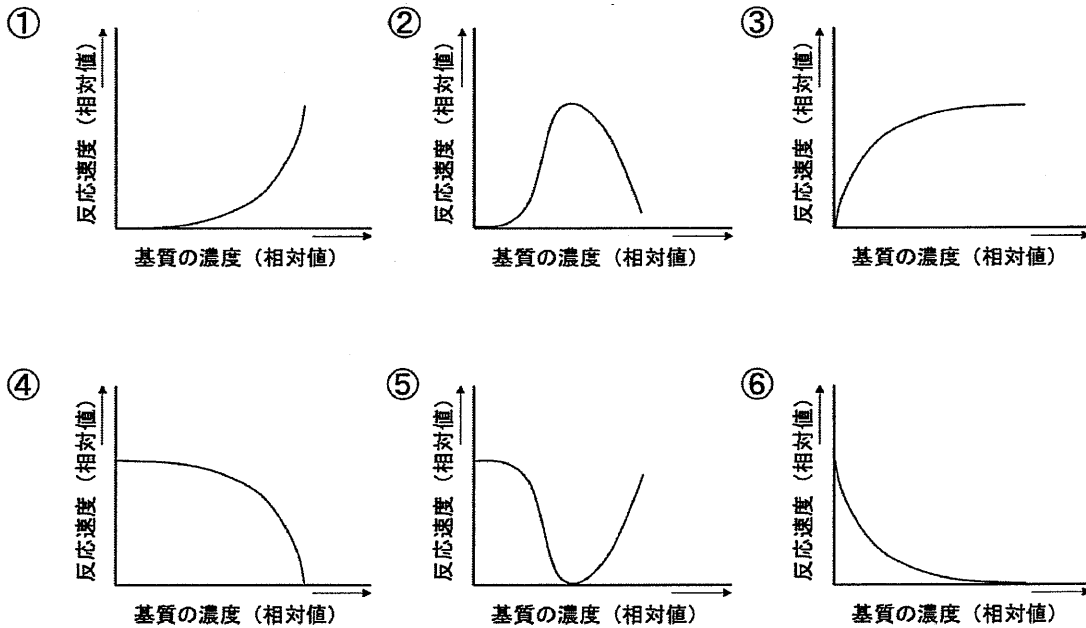 ①
反応速度（相対値）
基質の濃度（相対値）
②
反応速度（相対値）
基質の濃度（相対値）
③
反応速度（相対値）
基質の濃度（相対値）
④
反応速度（相対値）
基質の濃度（相対値）
⑤
反応速度（相対値）
基質の濃度（相対値）
⑥
反応速度（相対値）
基質の濃度（相対値）